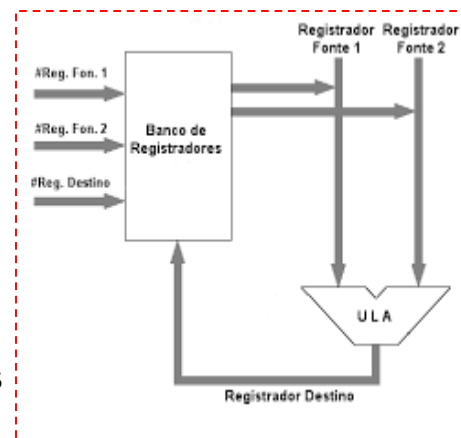 Registrador
Fonte 1
Registrador
Fonte 2
#Reg. Fon. 1
#Reg. Fon. 2
#Reg. Destino
Banco de
Registradores
ULA
Registrador Destino
s